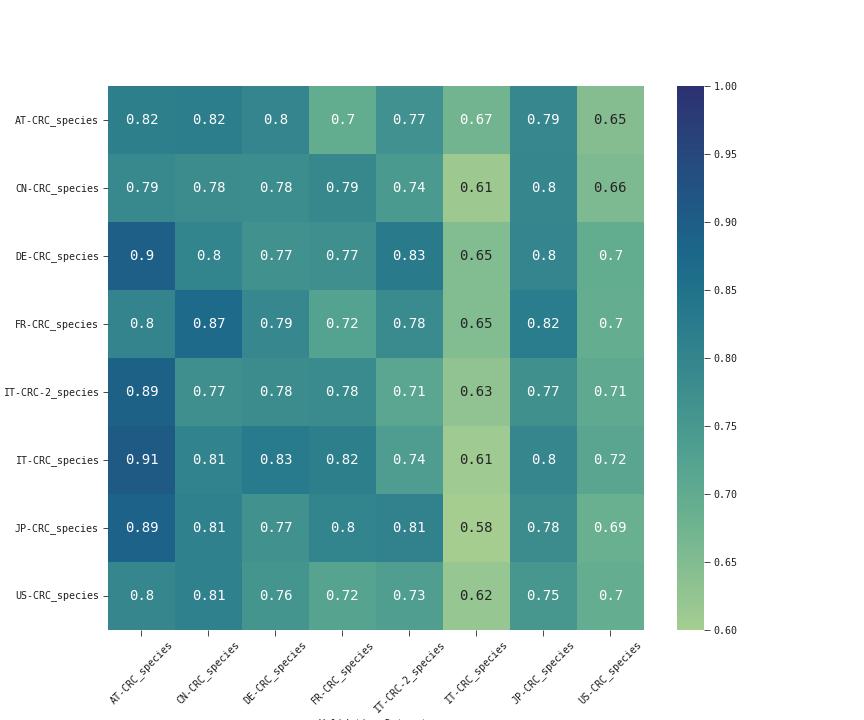 AT-CRC_species 0.82 0.82 0.8 0.7 0.77 0.67 0.79 0.65
CN-CRC_species 0.79 0.78 0.78 0.79 0.74 0.61 0.8 0.66
DE-CRC_species 0.9 0.8 0.77 0.77 0.83 0.65 0.8 0.7
FR-CRC_species 0.8 0.87 0.79 0.72 0.78 0.65 0.82 0.7
IT-CRC-2_species 0.89 0.77 0.78 0.78 0.71 0.63 0.77 0.71
IT-CRC_species 0.91 0.81 0.83 0.82 0.74 0.61 0.8 0.72
JP-CRC_species 0.89 0.81 0.77 0.8 0.81 0.58 0.78 0.69
US-CRC_species 0.8 0.81 0.76 0.72 0.73 0.62 0.75 0.7
AT-CRC_species CN-CRC_species DE-CRC_species FR-CRC_species IT-CRC-2_species IT-CRC_species JP-CRC_species US-CRC_species
1.00
0.95
0.90
0.85
0.80
0.75
0.70
0.65
0.60